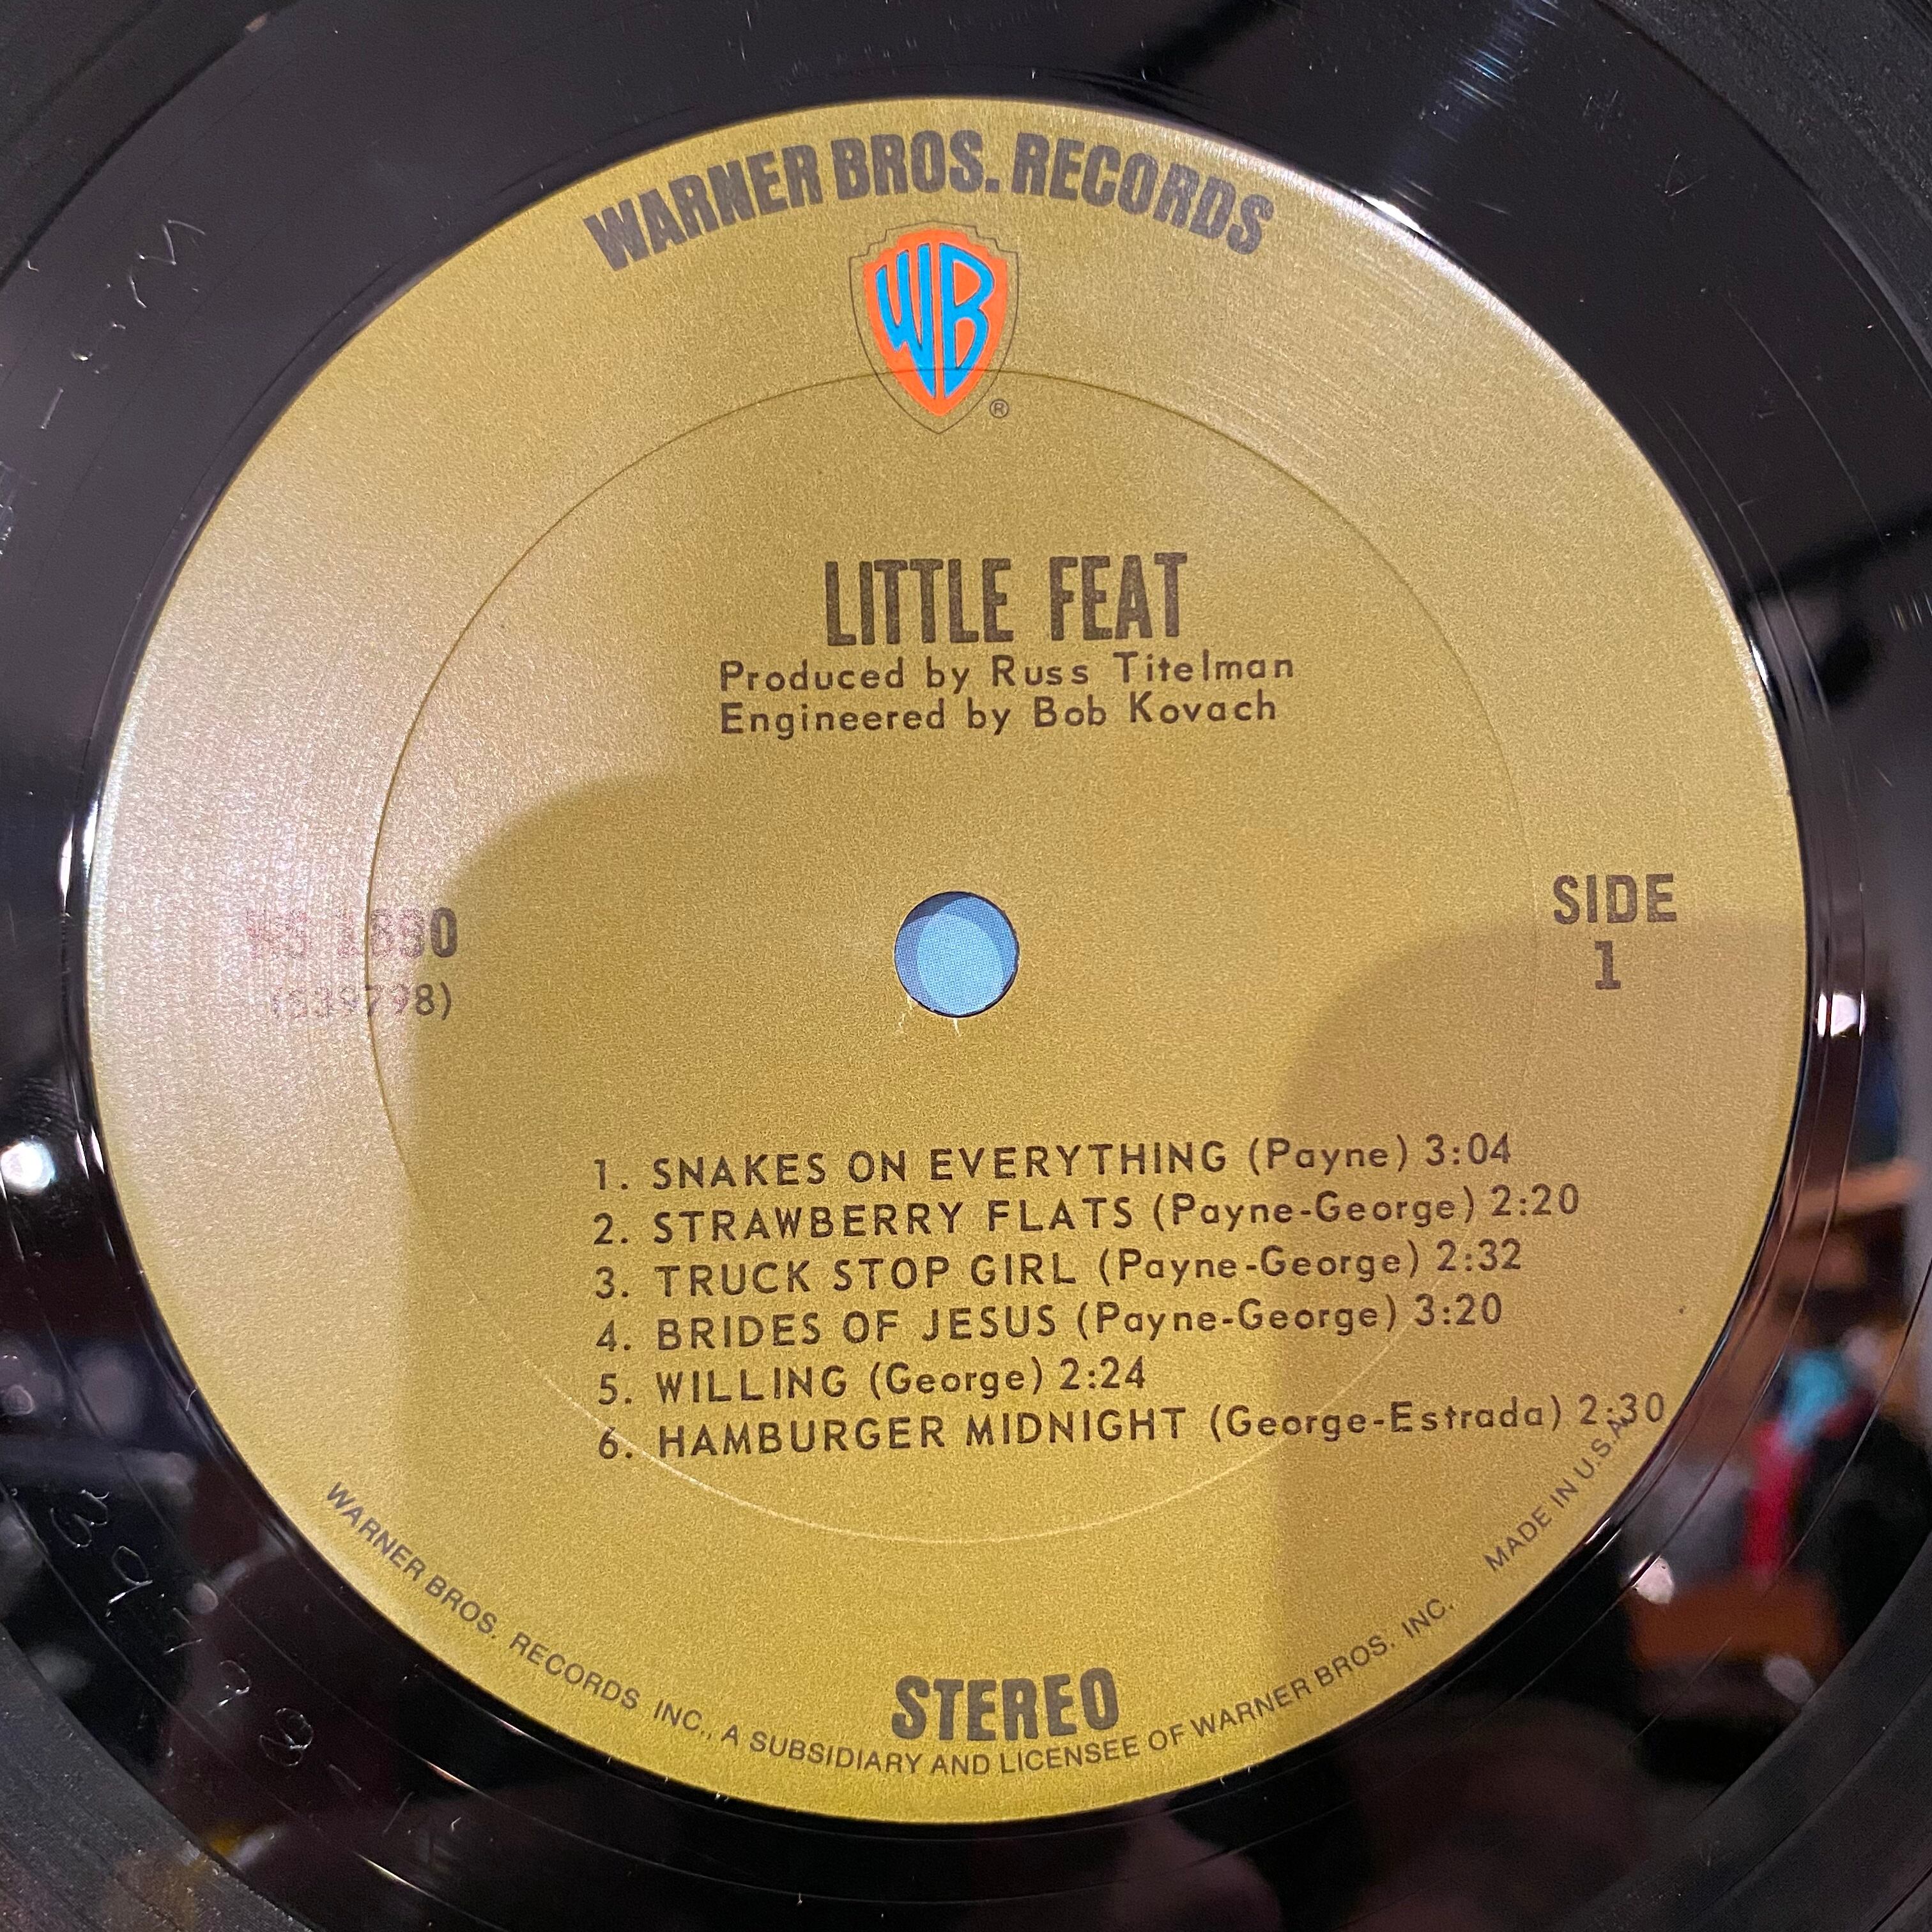 WARNER BROS. RECORDS
WB
®
LITTLE FEAT
Produced by Russ Titelman
Engineered by Bob Kovach
SIDE
1
(S39798)
1. SNAKES ON EVERYTHING (Payne) 3:04
2. STRAWBERRY FLATS (Payne-George) 2:20
3. TRUCK STOP GIRL (Payne-George) 2:32
4. BRIDES OF JESUS (Payne-George) 3:20
5. WILLING (George) 2:24
6. HAMBURGER MIDNIGHT (George-Estrada) 2:30
STEREO
WARNER BROS. RECORDS INC., A SUBSIDIARY AND LICENSEE OF WARNER BROS. INC. MADE IN U.S.A.